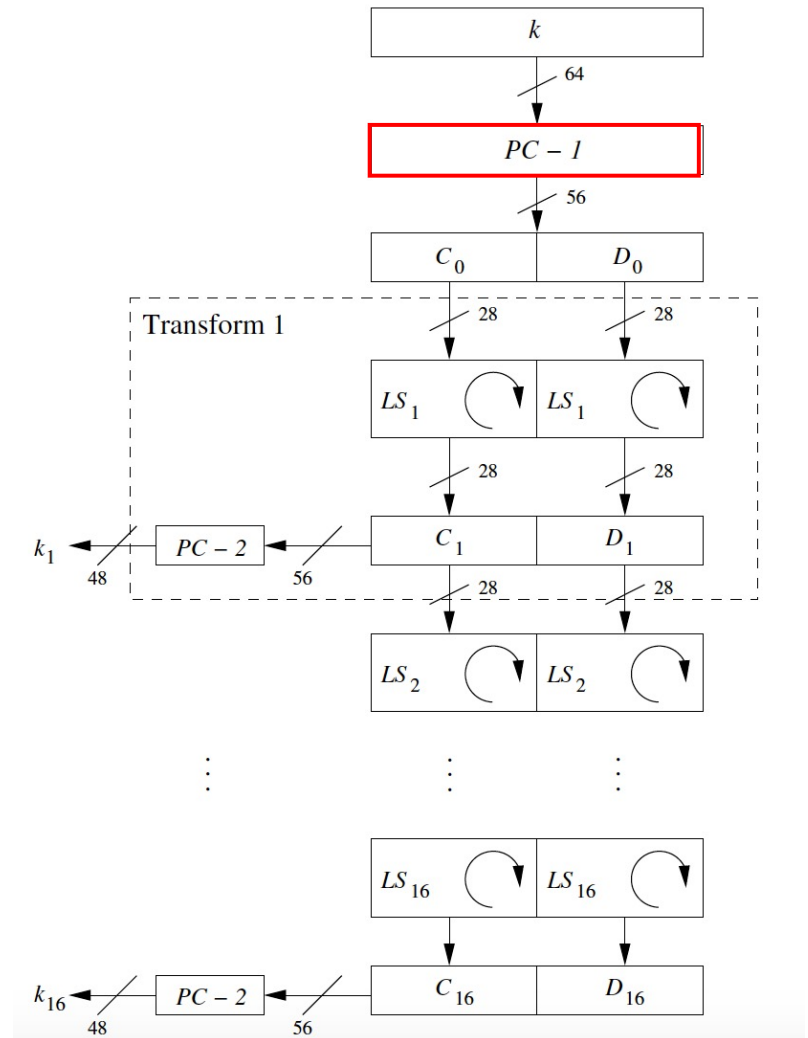 k
64
PC – 1
56
C0 D0
Transform 1
28 28
LS1 LS1
28 28
k1 48 PC – 2 56 C1 D1
28 28
LS2 LS2
⋮ ⋮ ⋮
LS16 LS16
k16 48 PC – 2 56 C16 D16